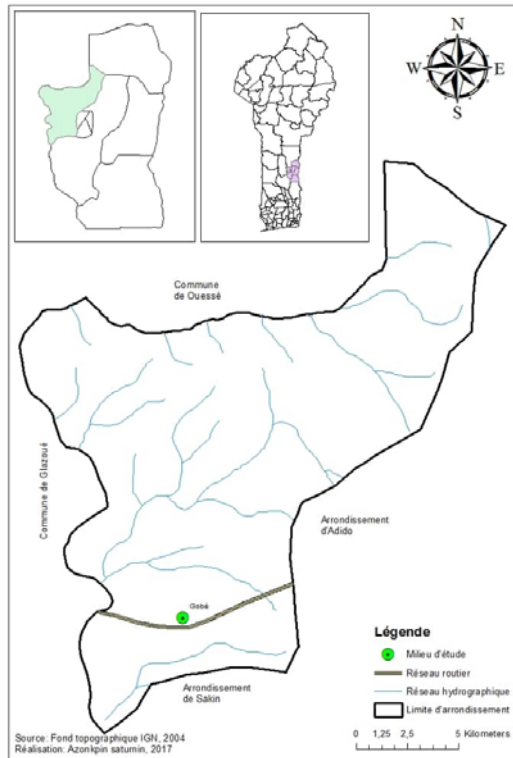 N
W
E
S
Commune
de Ouessé
Commune de Glazoué
Arrondissement
d'Adido
Gobé
Arrondissement
de Sakin
Légende
Milieu d'étude
Réseau routier
Réseau hydrographique
Limite d'arrondissement
0 1,25 2,5 5 Kilometers
Source: Fond topographique IGN, 2004
Réalisation: Azonkpin saturnin, 2017